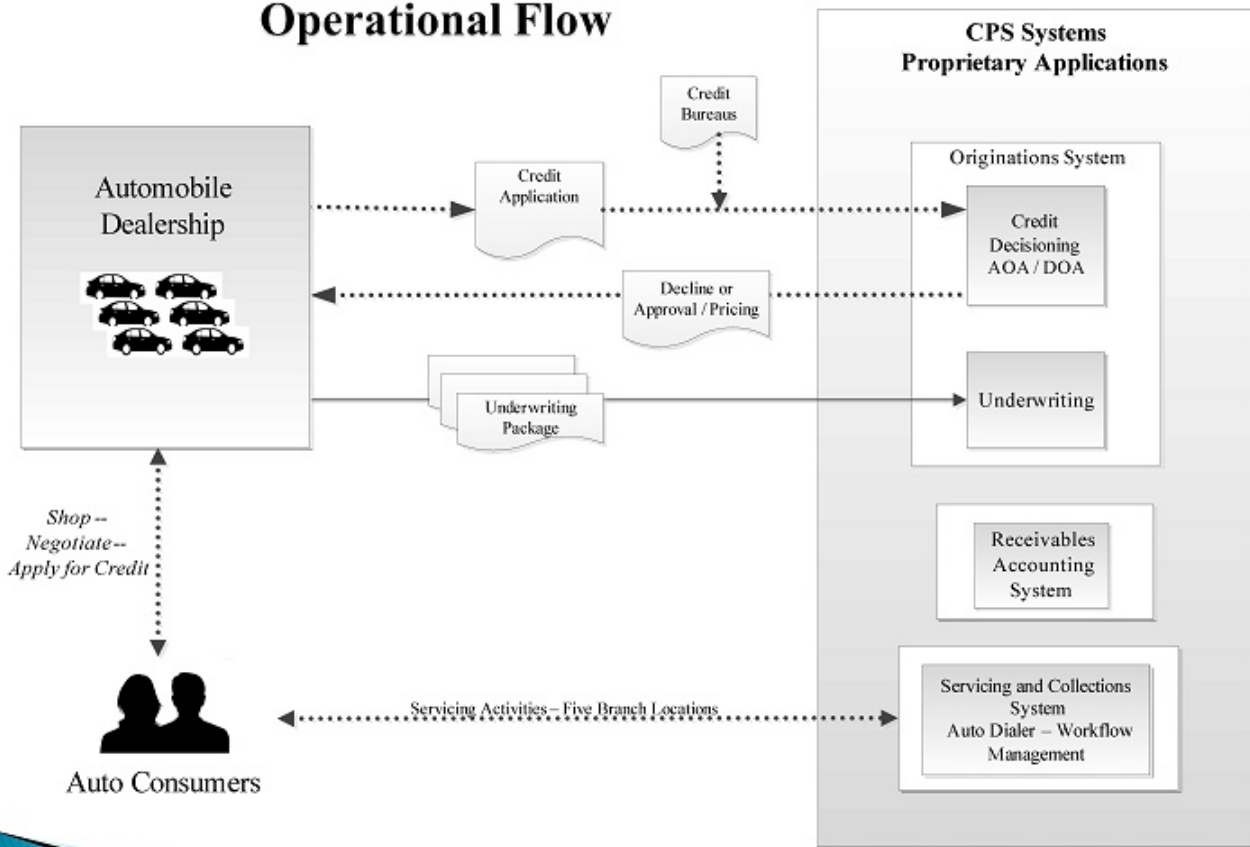 Operational Flow
CPS Systems
Proprietary Applications
Credit
Bureaus
Originations System
Automobile
Dealership
Credit
Application
Credit
Decisioning
AOA / DOA
Decline or
Approval / Pricing
Underwriting
Package
Underwriting
Shop --
Negotiate--
Apply for Credit
Receivables
Accounting
System
Servicing Activities – Five Branch Locations
Servicing and Collections
System
Auto Dialer – Workflow
Management
Auto Consumers